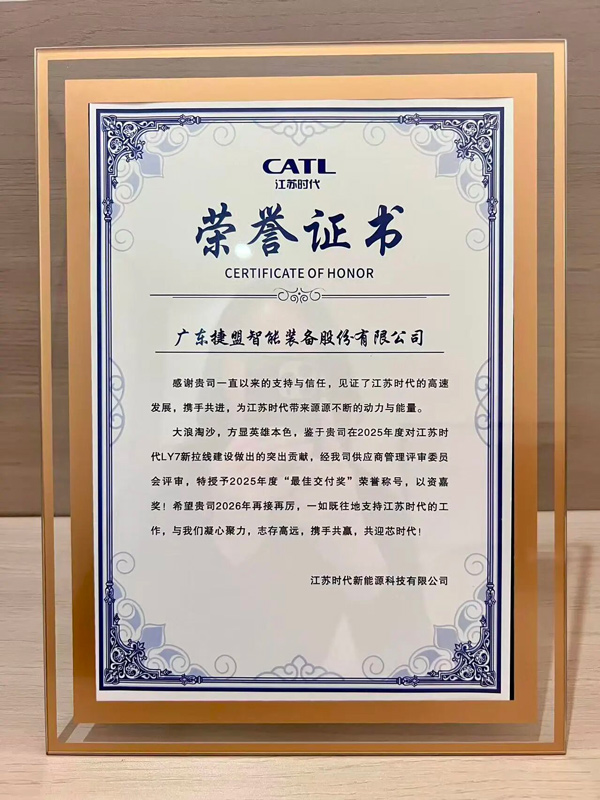 CATL
江苏时代
荣誉证书
CERTIFICATE OF HONOR
广东捷盟智能装备股份有限公司
感谢贵司一直以来的支持与信任，见证了江苏时代的高速
发展，携手共进，为江苏时代带来源源不断的动力与能量。
大浪淘沙，方显英雄本色，鉴于贵司在2025年度对江苏时
代LY7新拉线建设做出的突出贡献，经我司供应商管理评审委员
会评审，特授予2025年度“最佳交付奖”荣誉称号，以资嘉
奖！希望贵司2026年再接再厉，一如既往地支持江苏时代的工
作，与我们凝心聚力，志存高远，携手共赢，共迎芯时代！
江苏时代新能源科技有限公司